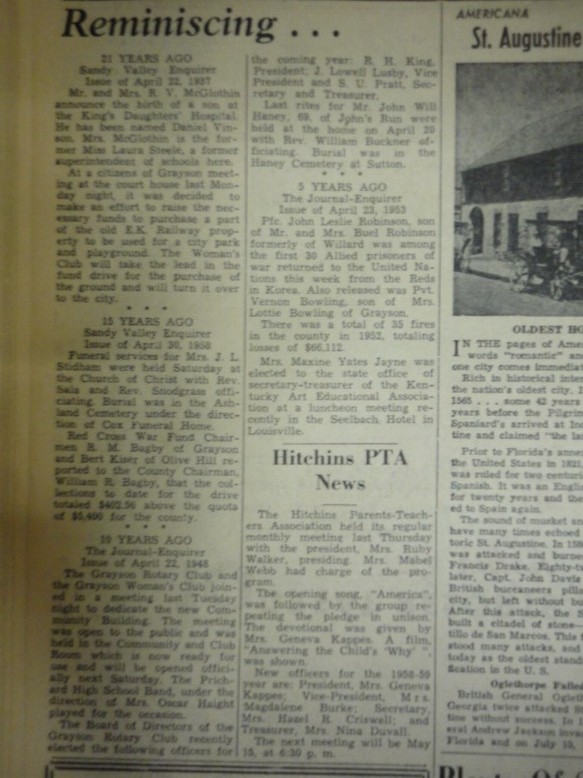 Reminiscing . . .
21 YEARS AGO
Sandy Valley Enquirer
Issue of April 22, 1937
Mr. and Mrs. R. V. McGlothin
announce the birth of a son at
the King's Daughters' Hospital.
He has been named Daniel Vin-
son. Mrs. McGlothin is the for-
mer Miss Laura Steele, a former
superintendent of schools here.
At a citizens of Grayson meet-
ing at the court house last Mon-
day night, it was decided to
make an effort to raise the nec-
essary funds to purchase a part
of the old E.K. Railway prop-
erty to be used for a city park
and playground. The Woman's
Club will take the lead in the
fund drive for the purchase of
the ground and will turn it over
to the city.
* * *
15 YEARS AGO
Sandy Valley Enquirer
Issue of April 30, 1958
Funeral services for Mrs. J. L.
Stidham were held Saturday at
the Church of Christ with Rev.
Sala and Rev. Snodgrass offi-
ciating. Burial was in the Ash-
land Cemetery under the direc-
tion of Cox Funeral Home.
Red Cross War Fund Chair-
men R. M. Bagby of Grayson
and Bert Kiser of Olive Hill re-
ported to the County Chairman,
William R. Bagby, that the col-
lections to date for the drive
totaled $402.56 above the quota
of $5,400 for the county.
* * *
10 YEARS AGO
The Journal-Enquirer
Issue of April 22, 1948
The Grayson Rotary Club and
the Grayson Woman's Club join-
ed in a meeting last Tuesday
night to dedicate the new Com-
munity Building. The meeting
was open to the public and was
held in the Community and Club
Room which is now ready for
use and will be opened offici-
ally next Saturday. The Prich-
ard High School Band, under the
direction of Mrs. Oscar Haight
played for the occasion.
The Board of Directors of the
Grayson Rotary Club recently
elected the following officers for
the coming year: R. H. King,
President; J. Lowell Lusby, Vice
President and S. U. Pratt, Sec-
retary and Treasurer.
Last rites for Mr. John Will
Haney, 69, of John's Run were
held at the home on April 20
with Rev. William Buckner of-
ficiating. Burial was in the
Haney Cemetery at Sutton.
* * *
5 YEARS AGO
The Journal-Enquirer
Issue of April 23, 1953
Pfc. John Leslie Robinson, son
of Mr. and Mrs. Buel Robinson
formerly of Willard was among
the first 30 Allied prisoners of
war returned to the United Na-
tions this week from the Reds
in Korea. Also released was Pvt.
Vernon Bowling, son of Mrs.
Lottie Bowling of Grayson.
There was a total of 35 fires
in the county in 1952, totaling
losses of $66,112.
Mrs. Maxine Yates Jayne was
elected to the state office of
secretary-treasurer of the Ken-
tucky Art Educational Associa-
tion at a luncheon meeting re-
cently in the Seelbach Hotel in
Louisville.
Hitchins PTA
News
The Hitchins Parents-Teach-
ers Association held its regular
monthly meeting last Thursday
with the president, Mrs. Ruby
Walker, presiding. Mrs. Mabel
Webb had charge of the pro-
gram.
The opening song, "America",
was followed by the group re-
peating the pledge in unison.
The devotional was given by
Mrs. Geneva Kappes. A film,
"Answering the Child's 'Why' ",
was shown.
New officers for the 1958-59
year are: President, Mrs. Geneva
Kappes; Vice-President, Mrs.
Magdalene Burke; Secretary,
Mrs. Hazel R. Criswell; and
Treasurer, Mrs. Nina Duvall.
The next meeting will be May
15, at 6:30 p. m.
AMERICANA
St. Augustine
OLDEST HO
IN THE pages of Amer
words "romantic" and
one city comes immediat
Rich in historical inter
the nation's oldest city.
1565 . . . some 42 years
years before the Pilgrim
Spaniard's arrived at
tine and claimed "the la
Prior to Florida's anne
the United States in 1821
was ruled for two centuri
Spanish. It was an Englis
for twenty years and the
ed to Spain again.
The sound of musket an
have many times echoed
toric St. Augustine. In 158
was attacked and burne
Francis Drake. Eighty-tw
later, Capt. John Davis
British buccaneers pilla
city, but left without
After this attack, the S
built a citadel of stone
tillo de San Marcos. This
stood many attacks, and
today as the oldest stand
fication in the U. S.
Oglethorpe Failed
British General Oglet
Georgia twice attacked St
tine without success. In
eral Andrew Jackson inva
Florida and on July 10,